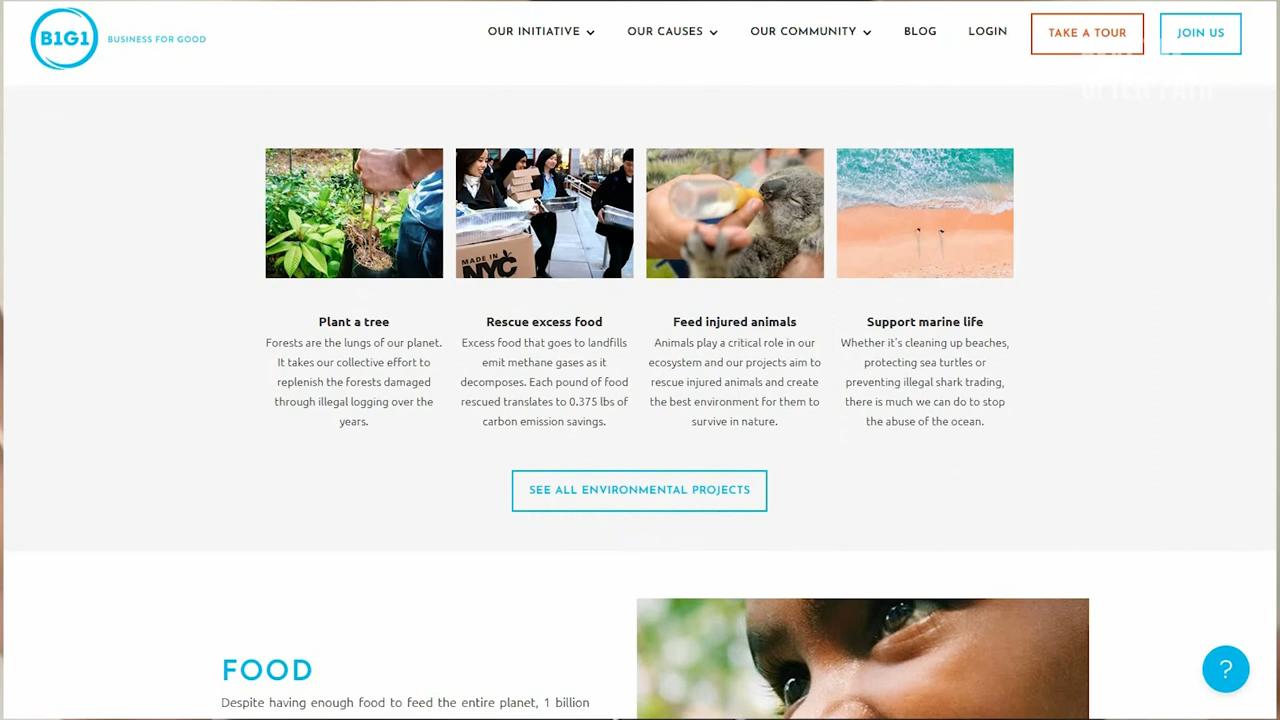 B1G1 BUSINESS FOR GOOD
OUR INITIATIVE OUR CAUSES OUR COMMUNITY BLOG LOGIN TAKE A TOUR JOIN US
MADE IN
NYC
Plant a tree
Forests are the lungs of our planet.
It takes our collective effort to
replenish the forests damaged
through illegal logging over the
years.
Rescue excess food
Excess food that goes to landfills
emit methane gases as it
decomposes. Each pound of food
rescued translates to 0.375 lbs of
carbon emission savings.
Feed injured animals
Animals play a critical role in our
ecosystem and our projects aim to
rescue injured animals and create
the best environment for them to
survive in nature.
Support marine life
Whether it's cleaning up beaches,
protecting sea turtles or
preventing illegal shark trading,
there is much we can do to stop
the abuse of the ocean.
SEE ALL ENVIRONMENTAL PROJECTS
FOOD
Despite having enough food to feed the entire planet, 1 billion
?